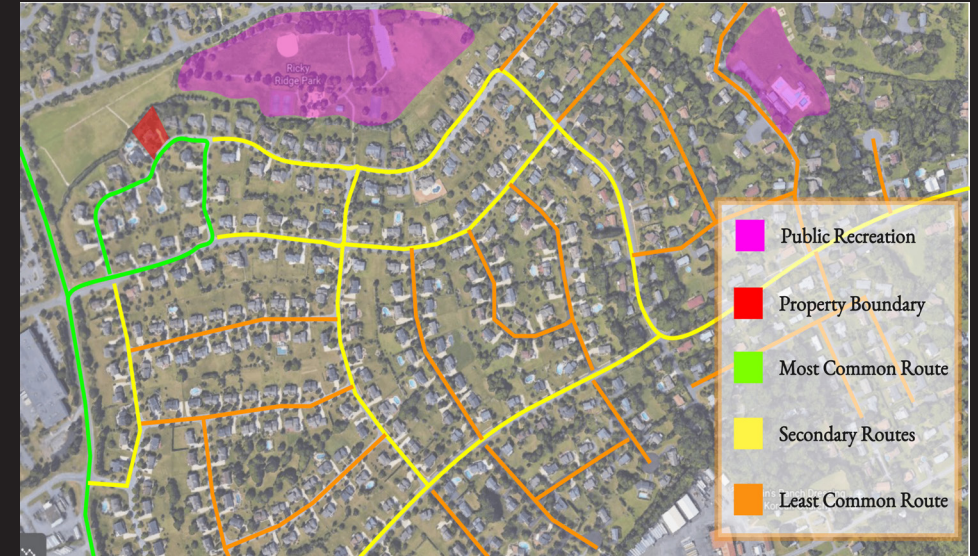 Ricky
Ridge Park
Public Recreation
Property Boundary
Most Common Route
Secondary Routes
Least Common Route